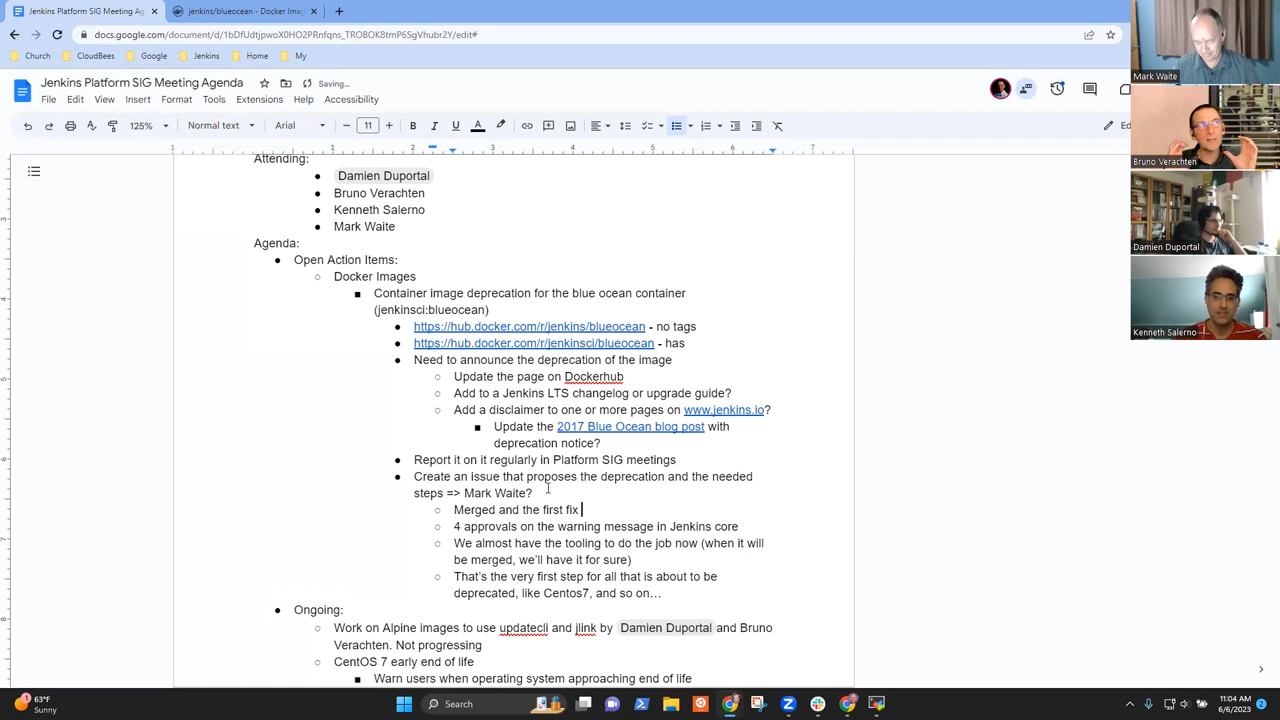 Jenkins Platform SIG Meeting Ag
jenkins/blueocean - Docker Imag
docs.google.com/document/d/1bDfUdtjpwoX0HO2PRnfqns_TROBOK8tmP6SgVhubr2Y/edit#
Church
CloudBees
Google
Jenkins
Home
My
Jenkins Platform SIG Meeting Agenda
Saving...
File Edit View Insert Format Tools Extensions Accessibility
125%
Normal text
Arial
11
Attending:
Damien Duportal
Bruno Verachten
Kenneth Salerno
Mark Waite
Agenda:
Open Action Items:
Docker Images
Container image deprecation for the blue ocean container
(jenkinsci:blueocean)
https://hub.docker.com/r/jenkins/blueocean - no tags
https://hub.docker.com/r/jenkinsci/blueocean - has
Need to announce the deprecation of the image
Update the page on Dockerhub
Add to a Jenkins LTS changelog or upgrade guide?
Add a disclaimer to one or more pages on www.jenkins.io?
Update the 2017 Blue Ocean blog post with
deprecation notice?
Report it on it regularly in Platform SIG meetings
Create an issue that proposes the deprecation and the needed
steps => Mark Waite?
Merged and the first fix
4 approvals on the warning message in Jenkins core
We almost have the tooling to do the job now (when it will
be merged, we'll have it for sure)
That's the very first step for all that is about to be
deprecated, like Centos7, and so on…
Ongoing:
Work on Alpine images to use updatecli and jlink by Damien Duportal and Bruno
Verachten. Not progressing
CentOS 7 early end of life
Warn users when operating system approaching end of life
Mark Waite
Bruno Verachten
Damien Duportal
Kenneth Salerno
63°F
Sunny
Search
11:04 AM
6/6/2023